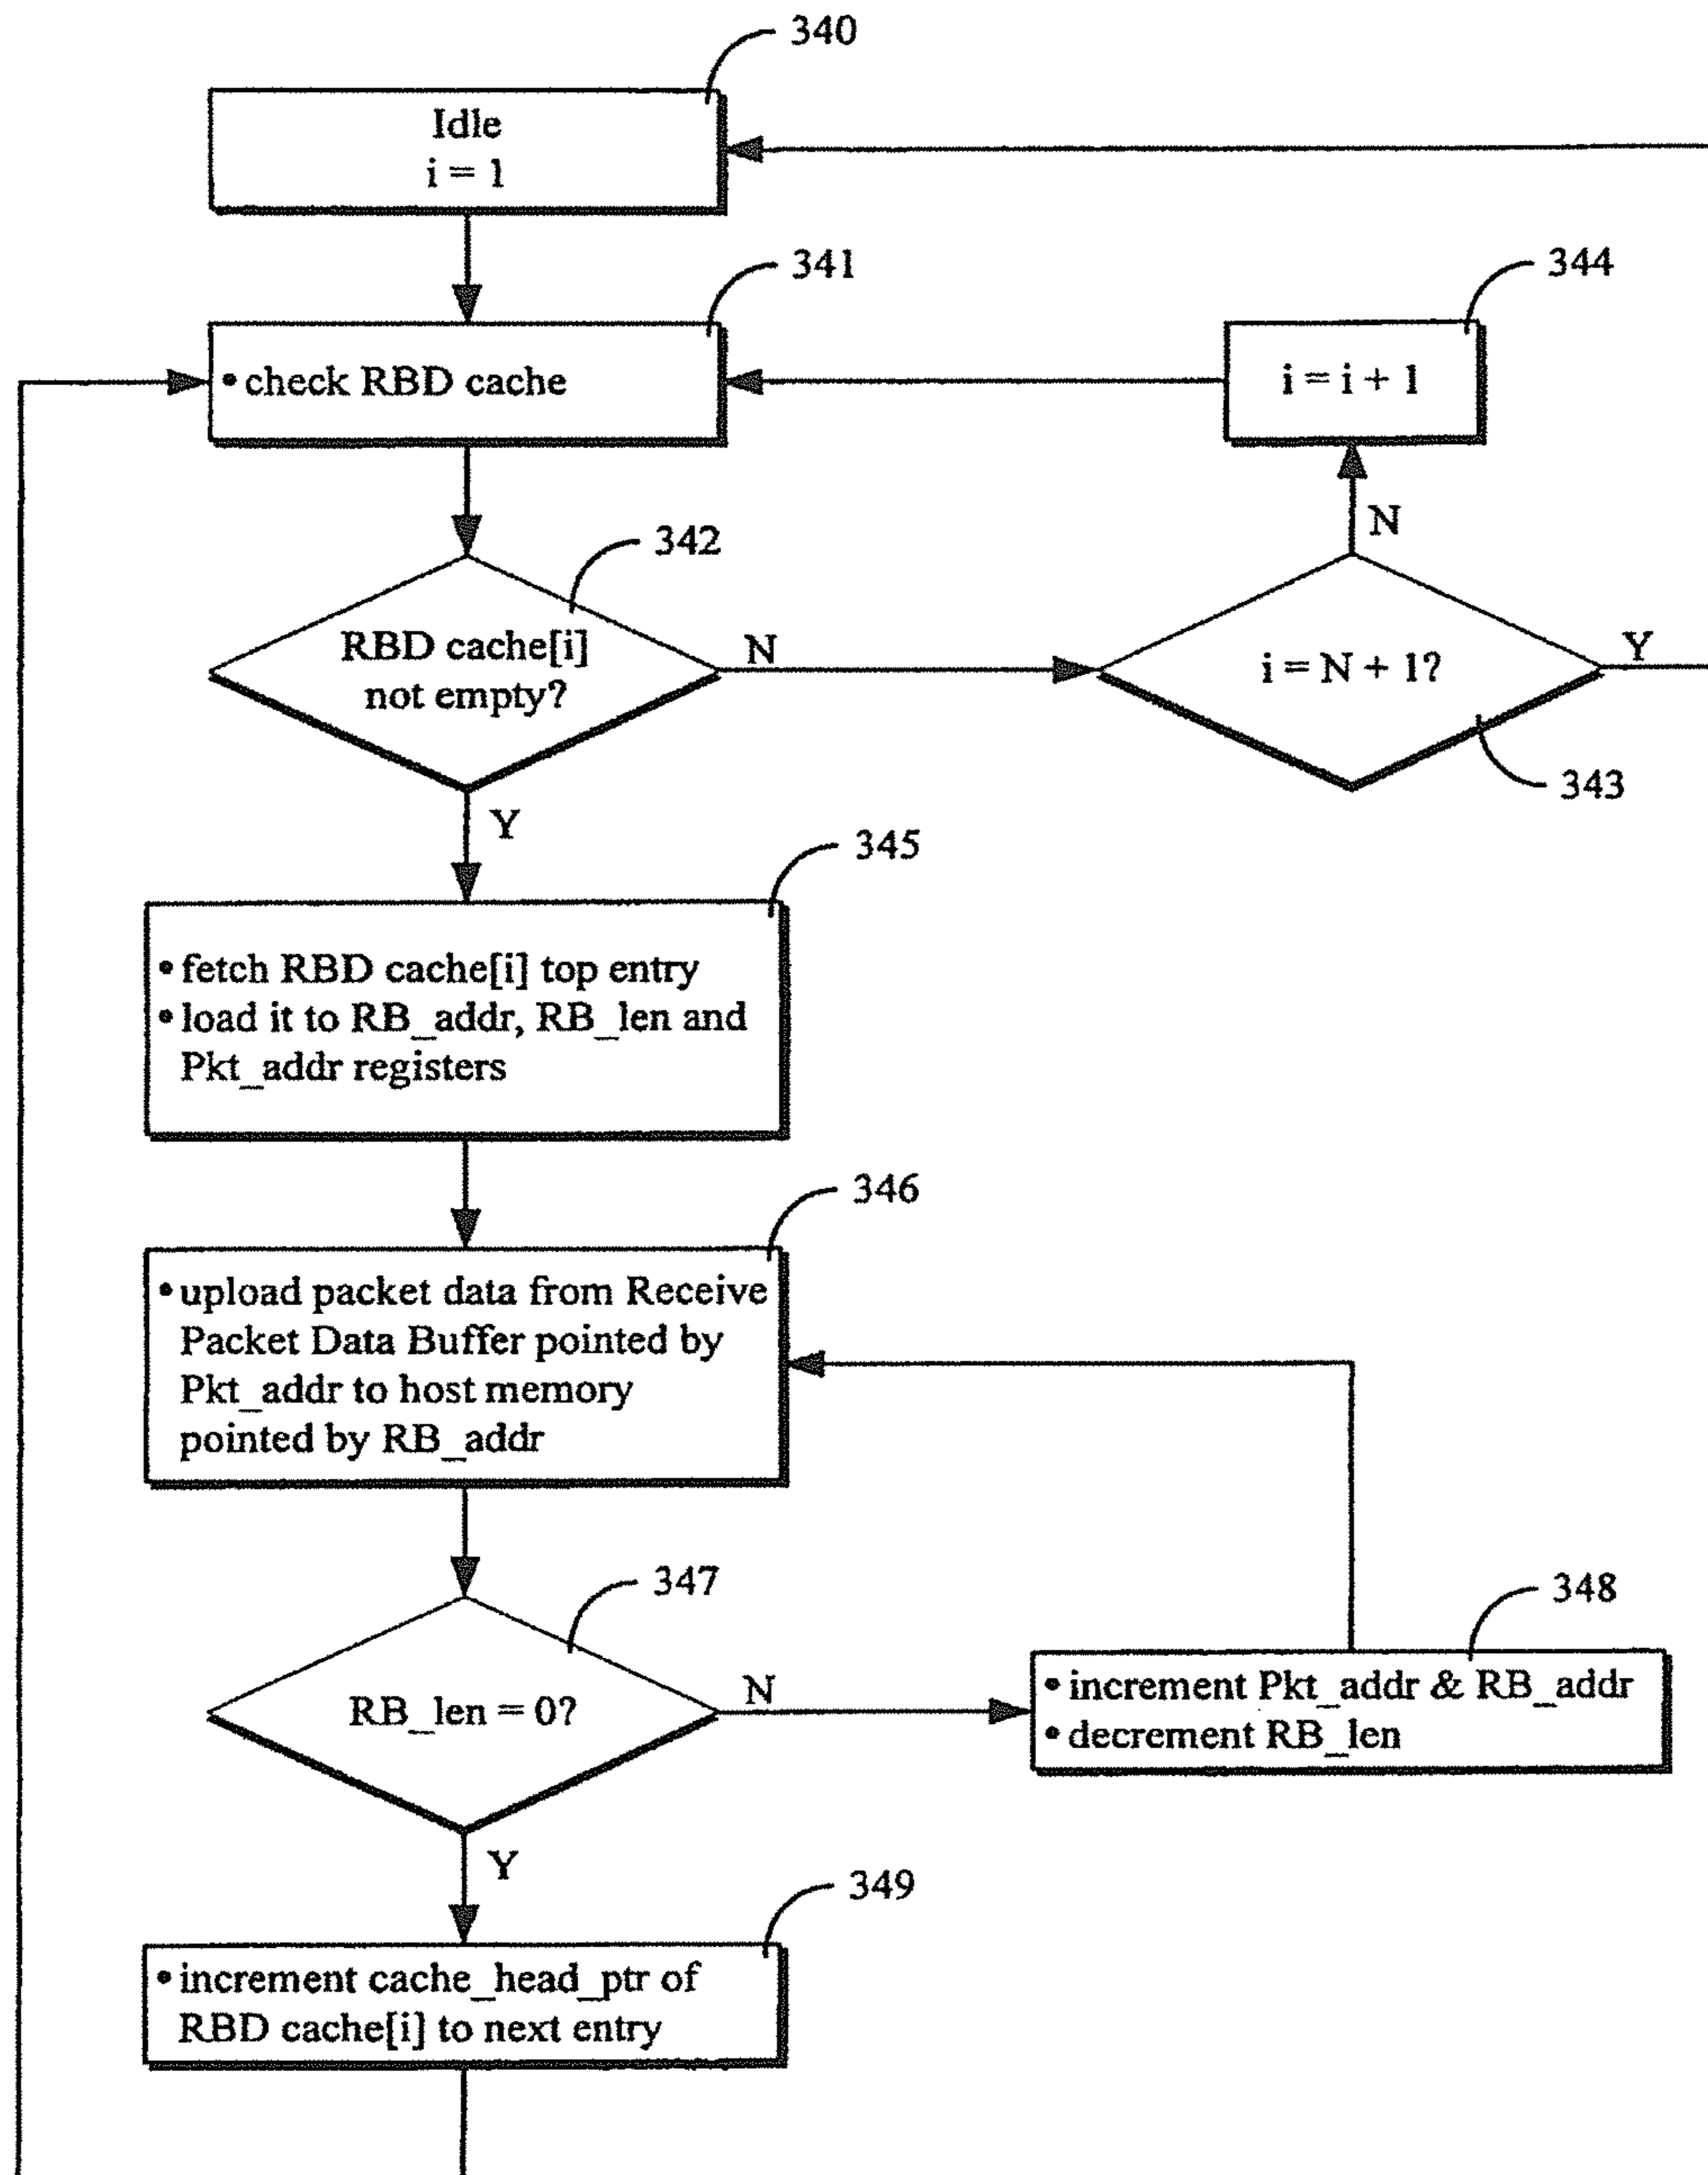 340
Idle
i = 1
341
• check RBD cache
344
i = i + 1
342
RBD cache[i]
not empty?
N
N
i = N + 1?
Y
343
Y
345
• fetch RBD cache[i] top entry
• load it to RB_addr, RB_len and
Pkt_addr registers
346
• upload packet data from Receive
Packet Data Buffer pointed by
Pkt_addr to host memory
pointed by RB_addr
347
RB_len = 0?
N
348
• increment Pkt_addr & RB_addr
• decrement RB_len
Y
349
• increment cache_head_ptr of
RBD cache[i] to next entry